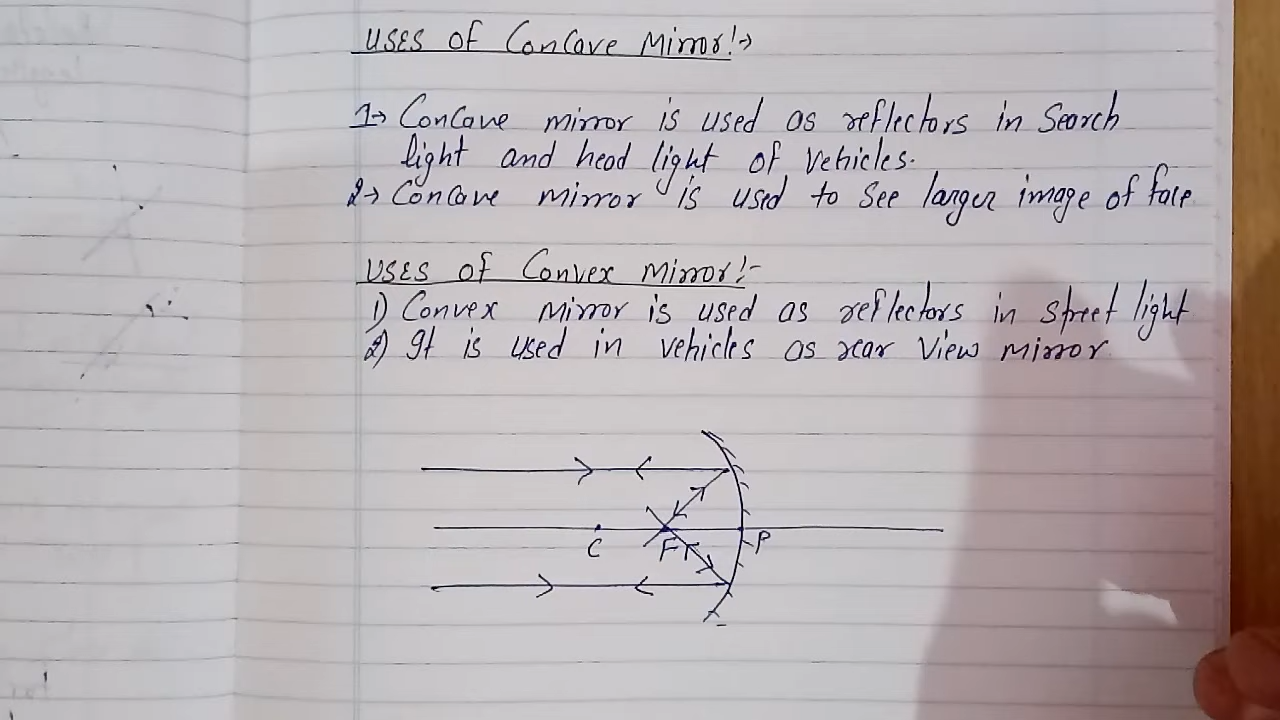 USES of Concave Mirror!→
1→ Concave mirror is used as reflectors in Search
light and head light of vehicles.
2→ Concave mirror is used to See larger image of face
USES of Convex Mirror!-
1) Convex mirror is used as reflectors in street light
2) It is used in vehicles as rear View mirror
C F P